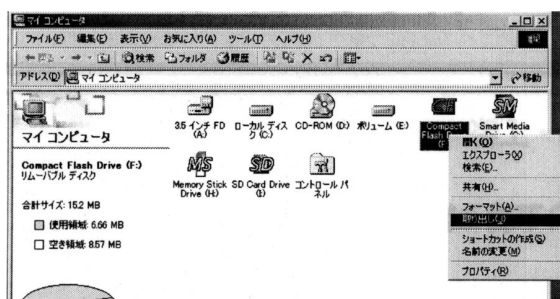 マイ コンピュータ
ファイル(F) 編集(E) 表示(V) お気に入り(A) ツール(T) ヘルプ(H)
検索 フォルダ 履歴
アドレス(D) マイ コンピュータ 移動
マイ コンピュータ
Compact Flash Drive (F:)
リムーバブル ディスク
合計サイズ: 15.2 MB
使用領域: 6.66 MB
空き領域: 8.57 MB
3.5 インチ FD
(A:)
ローカル ディス
ク (C:)
CD-ROM (D:)
ボリューム (E:)
Compact
Smart Media
Memory Stick
Drive (H:)
SD Card Drive
(I:)
コントロール パ
ネル
開く(O)
エクスプローラ(X)
検索(E)...
共有(H)...
フォーマット(A)...
取り出し(J)
ショートカットの作成(S)
名前の変更(M)
プロパティ(R)